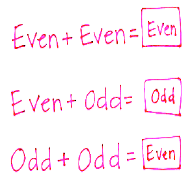 Even + Even = Even
Even + Odd = Odd
Odd + Odd = Even